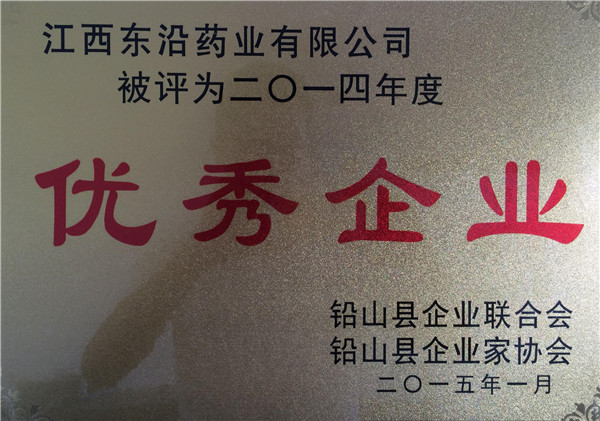 江西东沿药业有限公司
被评为二〇一四年度
优秀企业
铅山县企业联合会
铅山县企业家协会
二〇一五年一月